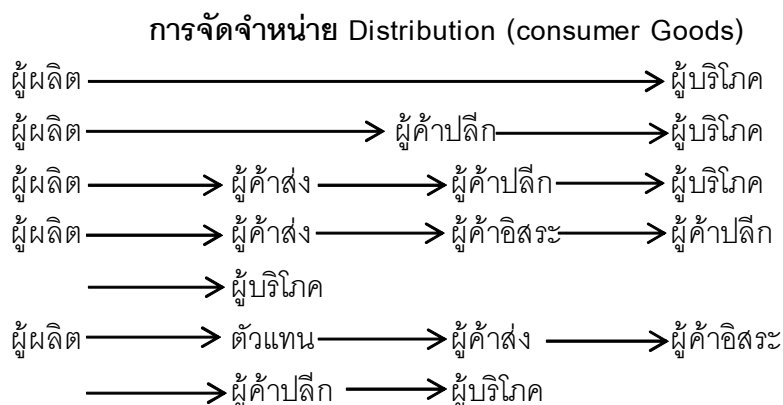 การจัดจำหน่าย Distribution (consumer Goods)
ผู้ผลิต ผู้บริโภค
ผู้ผลิต ผู้ค้าปลีก ผู้บริโภค
ผู้ผลิต ผู้ค้าส่ง ผู้ค้าปลีก ผู้บริโภค
ผู้ผลิต ผู้ค้าส่ง ผู้ค้าอิสระ ผู้ค้าปลีก
ผู้บริโภค
ผู้ผลิต ตัวแทน ผู้ค้าส่ง ผู้ค้าอิสระ
ผู้ค้าปลีก ผู้บริโภค